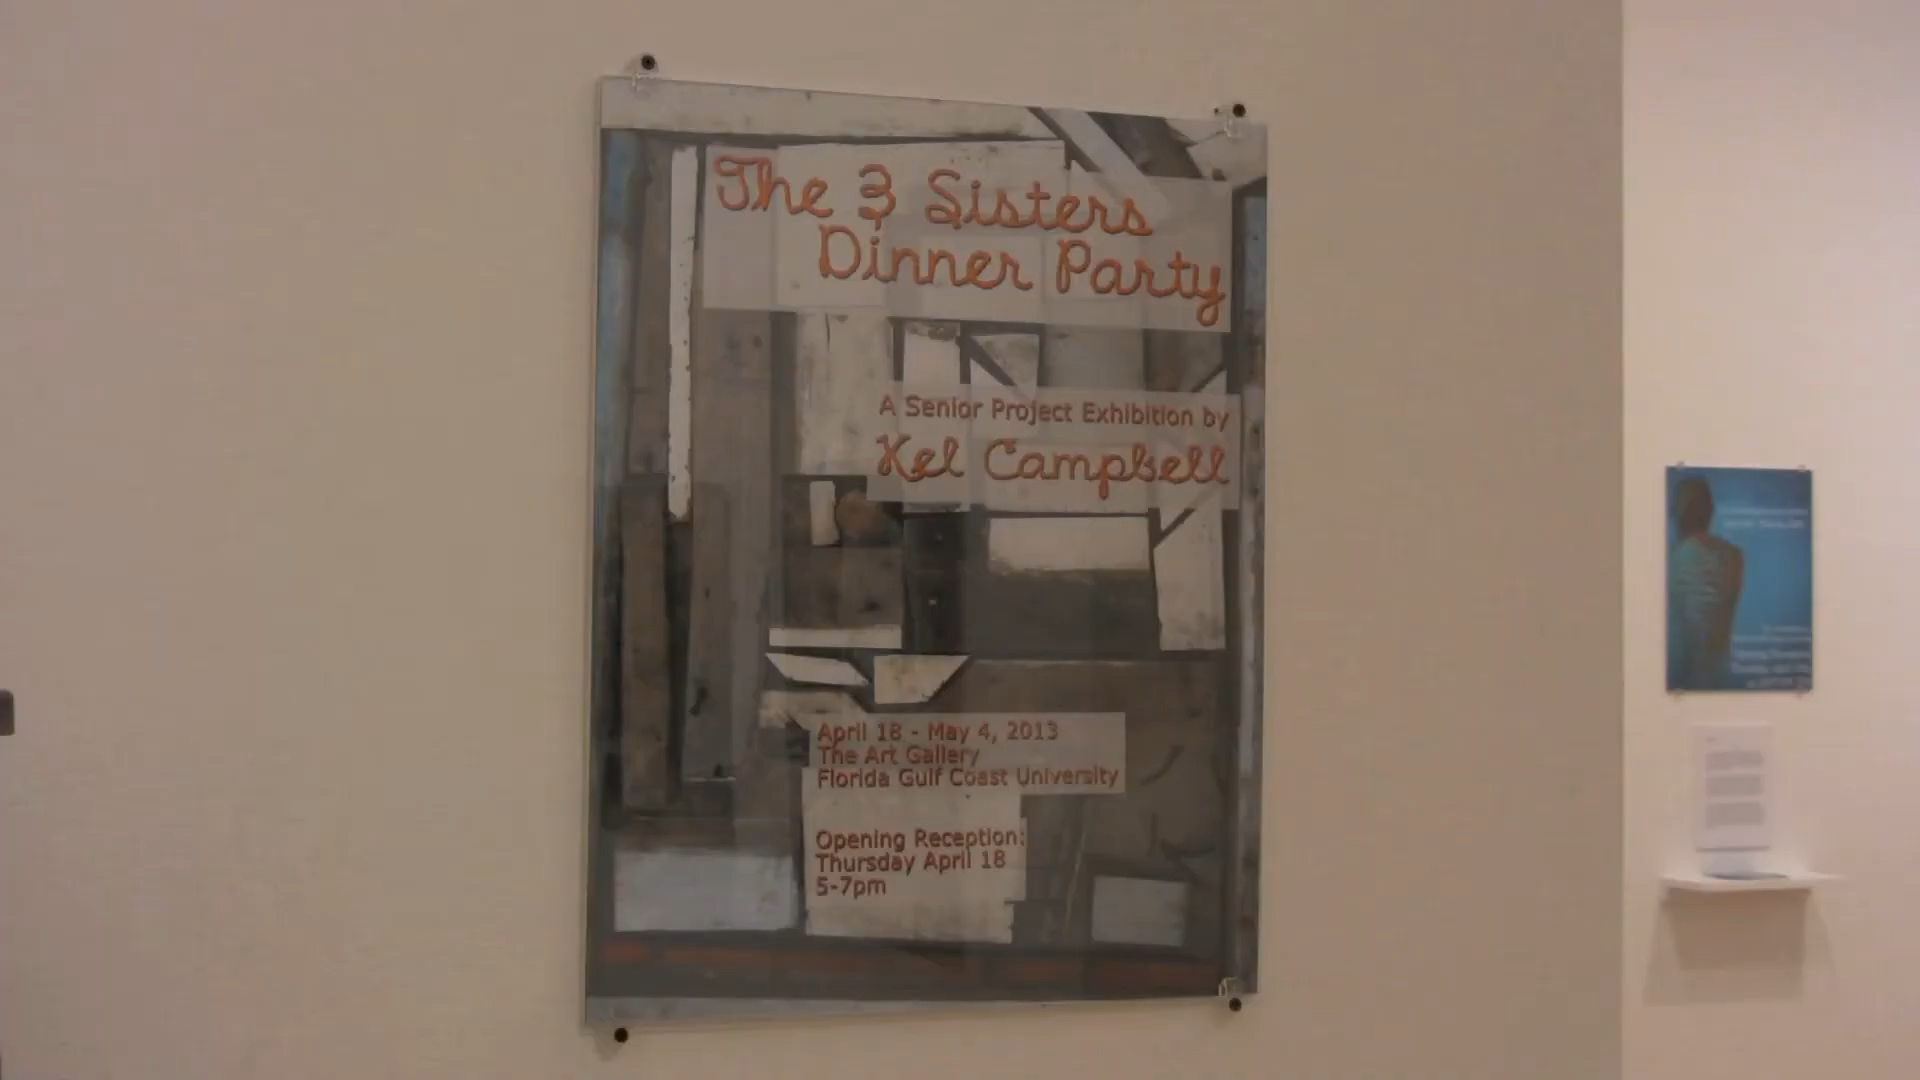 The 3 Sisters
Dinner Party
A Senior Project Exhibition by
Kel Campbell
April 18 - May 4, 2013
The Art Gallery
Florida Gulf Coast University
Opening Reception:
Thursday April 18
5-7pm